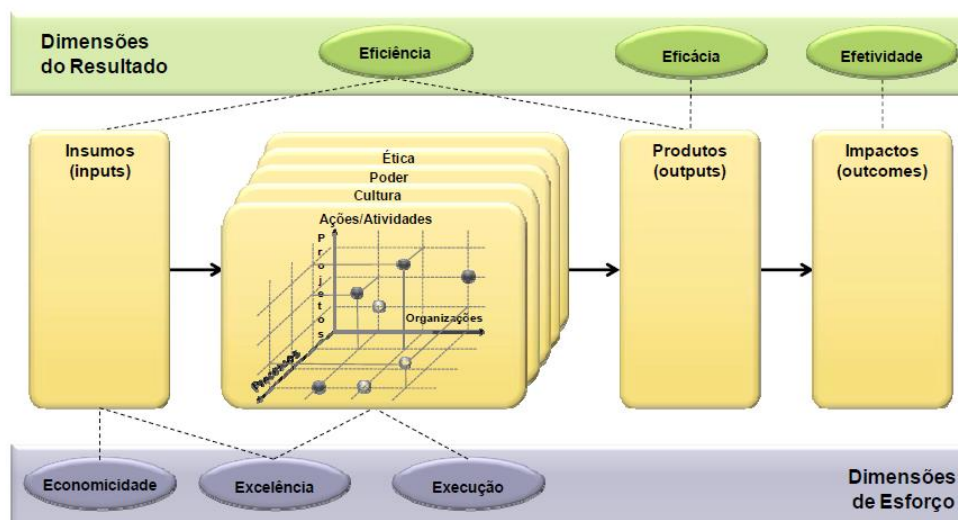 Dimensões
do Resultado
Eficiência
Eficácia
Efetividade
Insumos
(inputs)
Ética
Poder
Cultura
Ações/Atividades
Projetos
Organizações
Processos
Produtos
(outputs)
Impactos
(outcomes)
Economicidade
Excelência
Execução
Dimensões
de Esforço